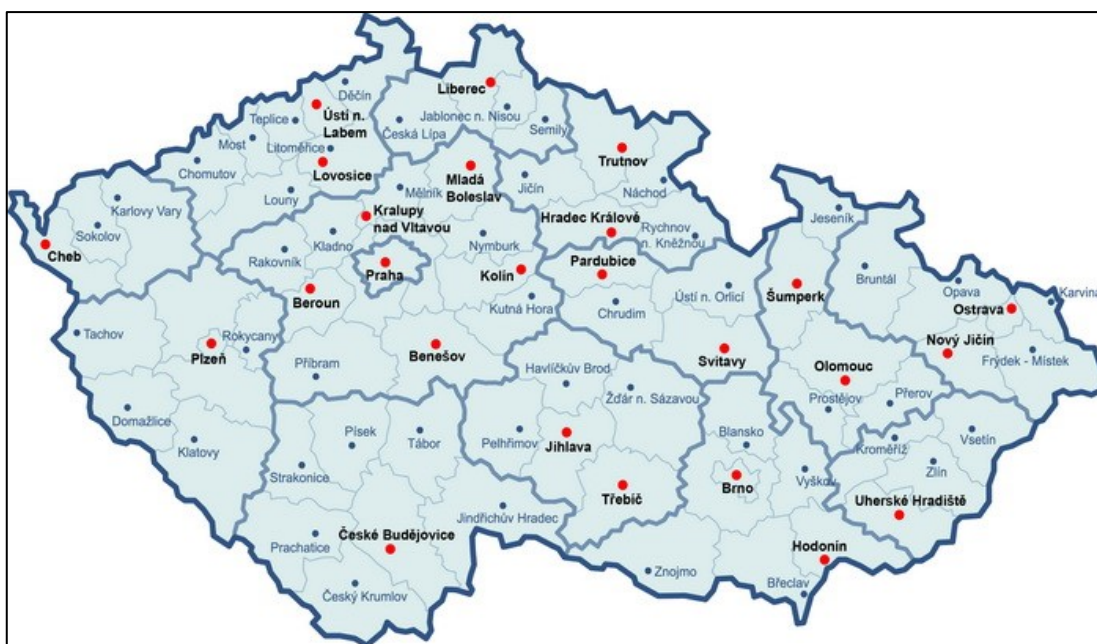 Děčín
Liberec
Ústí n.
Labem
Teplice
Jablonec n. Nisou
Česká Lípa
Semily
Most
Litoměřice
Trutnov
Chomutov
Lovosice
Mladá
Boleslav
Jičín
Náchod
Louny
Mělník
Karlovy Vary
Kralupy
nad Vltavou
Hradec Králové
Rychnov
n. Kněžnou
Jeseník
Sokolov
Cheb
Kladno
Nymburk
Rakovník
Praha
Kolín
Pardubice
Bruntál
Opava
Karviná
Beroun
Kutná Hora
Chrudim
Ústí n. Orlicí
Šumperk
Ostrava
Tachov
Rokycany
Plzeň
Benešov
Svitavy
Nový Jičín
Frýdek - Místek
Příbram
Havlíčkův Brod
Olomouc
Žďár n. Sázavou
Prostějov
Přerov
Domažlice
Písek
Tábor
Pelhřimov
Jihlava
Blansko
Kroměříž
Vsetín
Klatovy
Strakonice
Třebíč
Brno
Vyškov
Zlín
Uherské Hradiště
Jindřichův Hradec
Prachatice
České Budějovice
Hodonín
Znojmo
Břeclav
Český Krumlov